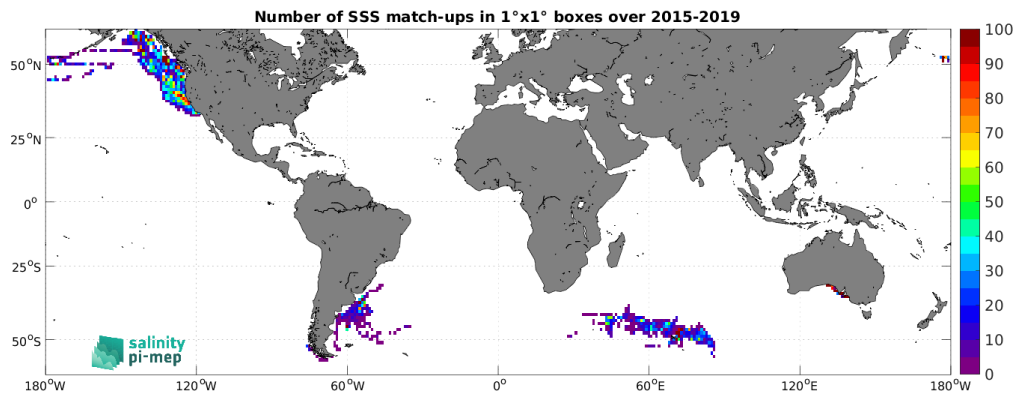 Number of SSS match-ups in 1°x1° boxes over 2015-2019
100
90
80
70
60
50
40
30
20
10
0
50°N
25°N
0°
25°S
50°S
salinity
pi-mep
180°W 120°W 60°W 0° 60°E 120°E 180°W